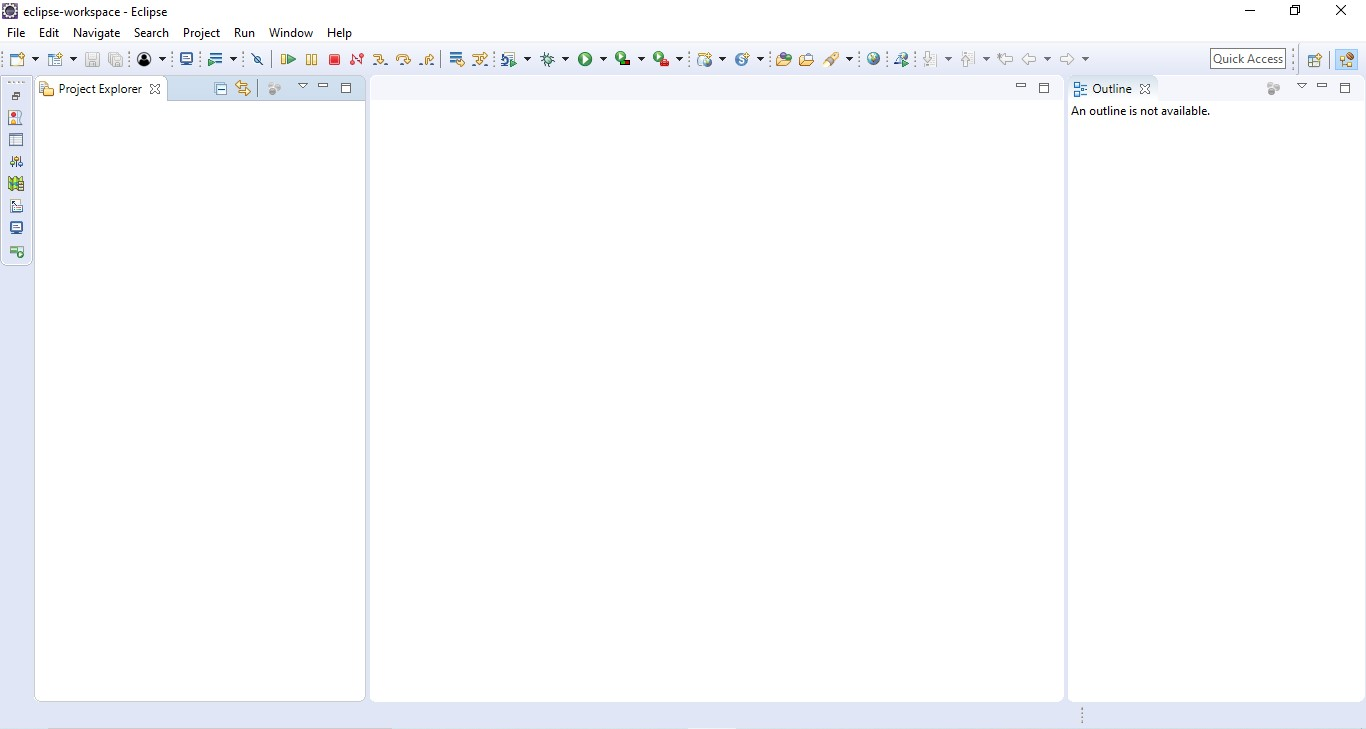 eclipse-workspace - Eclipse
File Edit Navigate Search Project Run Window Help
Quick Access
Project Explorer
Outline
An outline is not available.